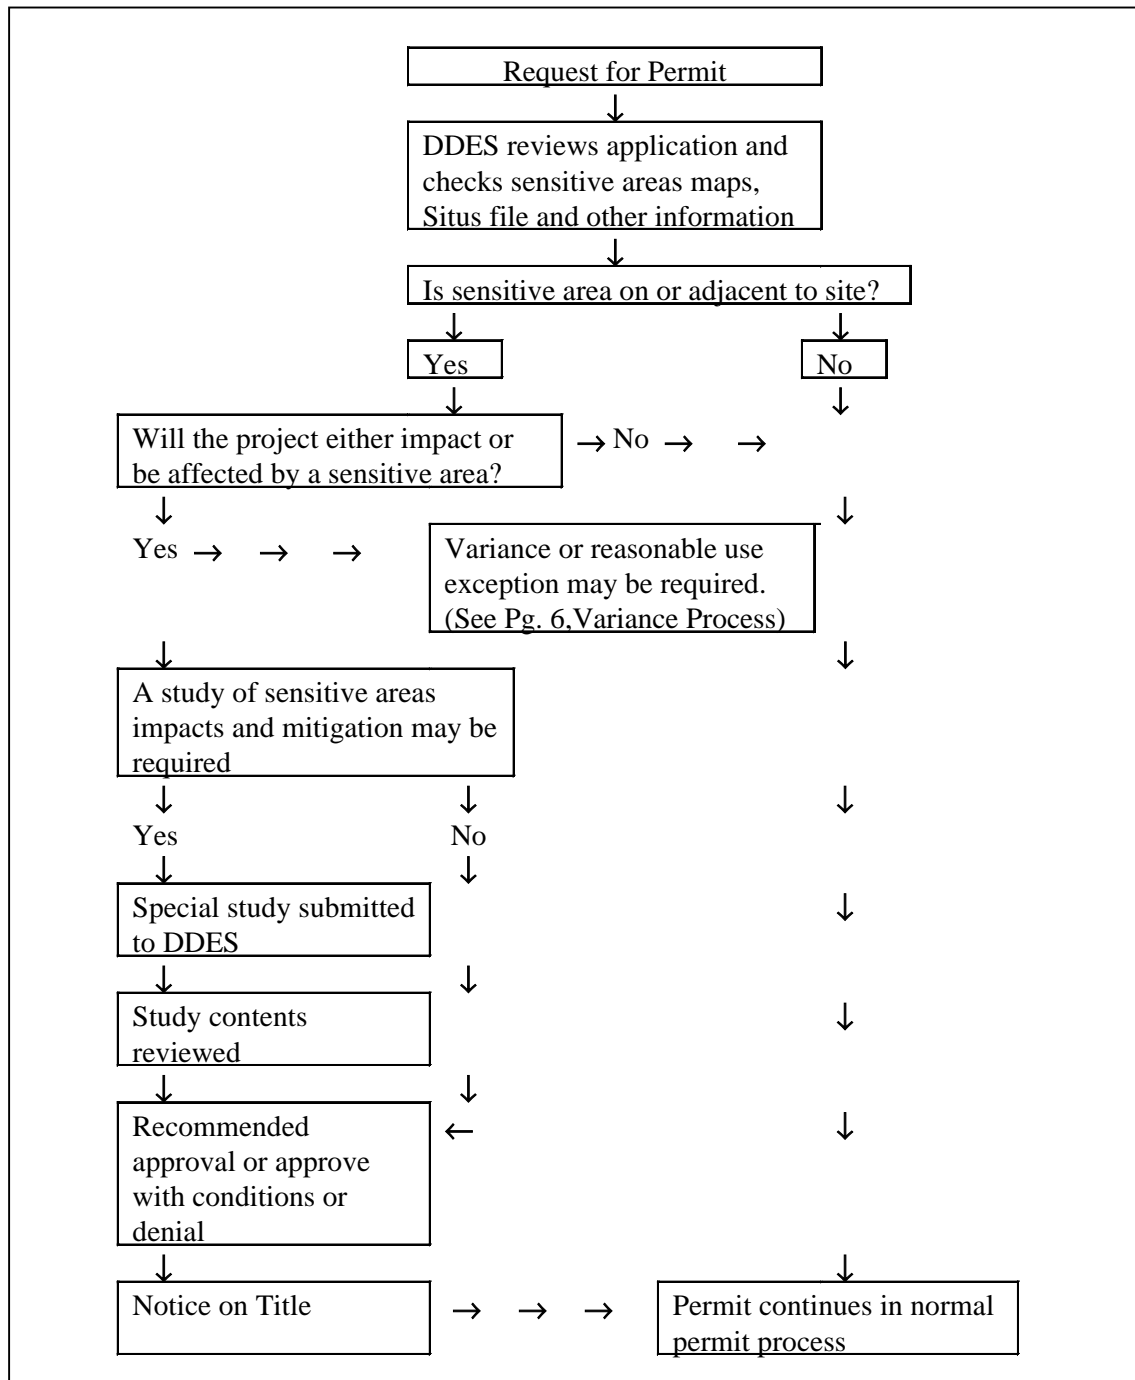 Request for Permit
DDES reviews application and
checks sensitive areas maps,
Situs file and other information
Is sensitive area on or adjacent to site?
Yes
No
Will the project either impact or
be affected by a sensitive area?
No
Yes
Variance or reasonable use
exception may be required.
(See Pg. 6,Variance Process)
A study of sensitive areas
impacts and mitigation may be
required
Yes
No
Special study submitted
to DDES
Study contents
reviewed
Recommended
approval or approve
with conditions or
denial
Notice on Title
Permit continues in normal
permit process